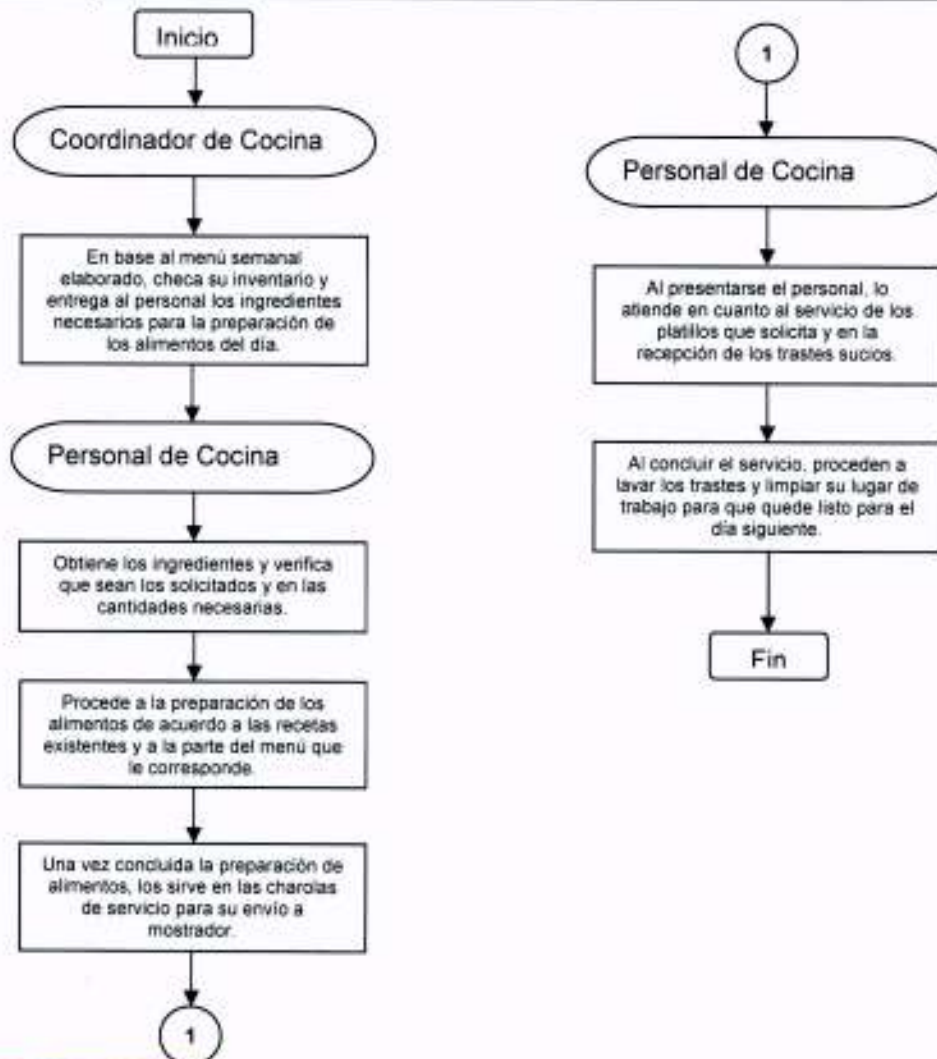 Inicio
Coordinador de Cocina
En base al menú semanal
elaborado, checa su inventario y
entrega al personal los ingredientes
necesarios para la preparación de
los alimentos del día.
Personal de Cocina
Obtiene los ingredientes y verifica
que sean los solicitados y en las
cantidades necesarias.
Procede a la preparación de los
alimentos de acuerdo a las recetas
existentes y a la parte del menú que
le corresponde.
Una vez concluida la preparación de
alimentos, los sirve en las charolas
de servicio para su envío a
mostrador.
1
1
Personal de Cocina
Al presentarse el personal, lo
atiende en cuanto al servicio de los
platillos que solicita y en la
recepción de los trastes sucios.
Al concluir el servicio, proceden a
lavar los trastes y limpiar su lugar de
trabajo para que quede listo para el
día siguiente.
Fin